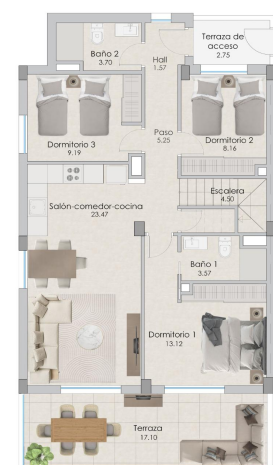 Terraza de
acceso
2.75
Baño 2
3.70
Hall
1.57
Paso
5.25
Dormitorio 3
9.19
Dormitorio 2
8.16
Escalera
4.50
Salón-comedor-cocina
23.47
Baño 1
3.57
Dormitorio 1
13.12
Terraza
17.10